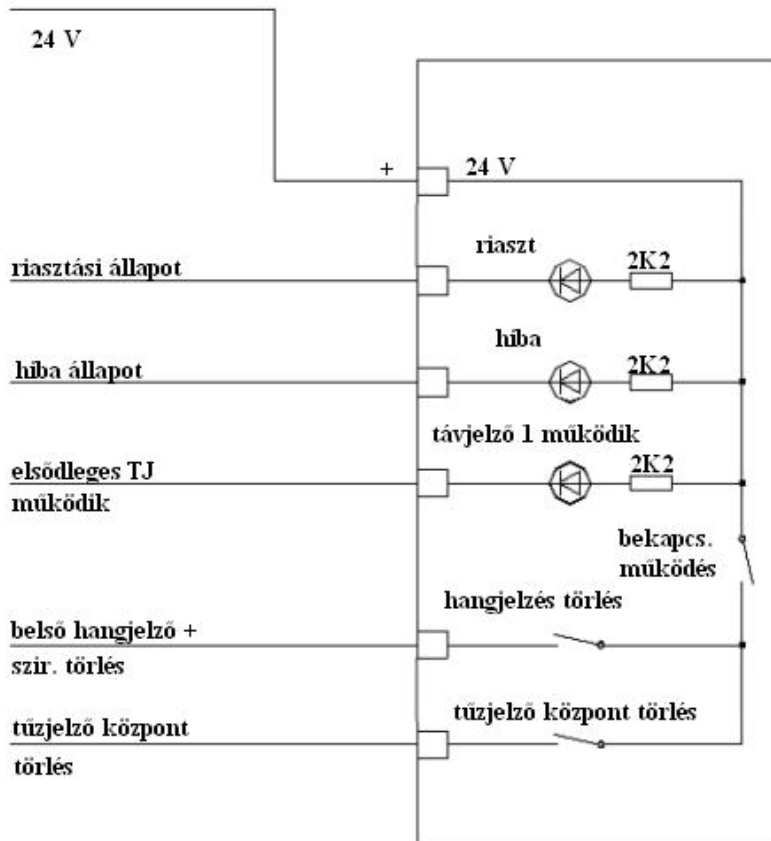 24 V
+ 24 V
riasztási állapot
riaszt
2K2
hiba állapot
hiba
2K2
távjelző 1 működik
elsődleges TJ
működik
2K2
bekapcs.
működés
hangjelzés törlés
belső hangjelző +
szir. törlés
tűzjelző központ törlés
tűzjelző központ
törlés